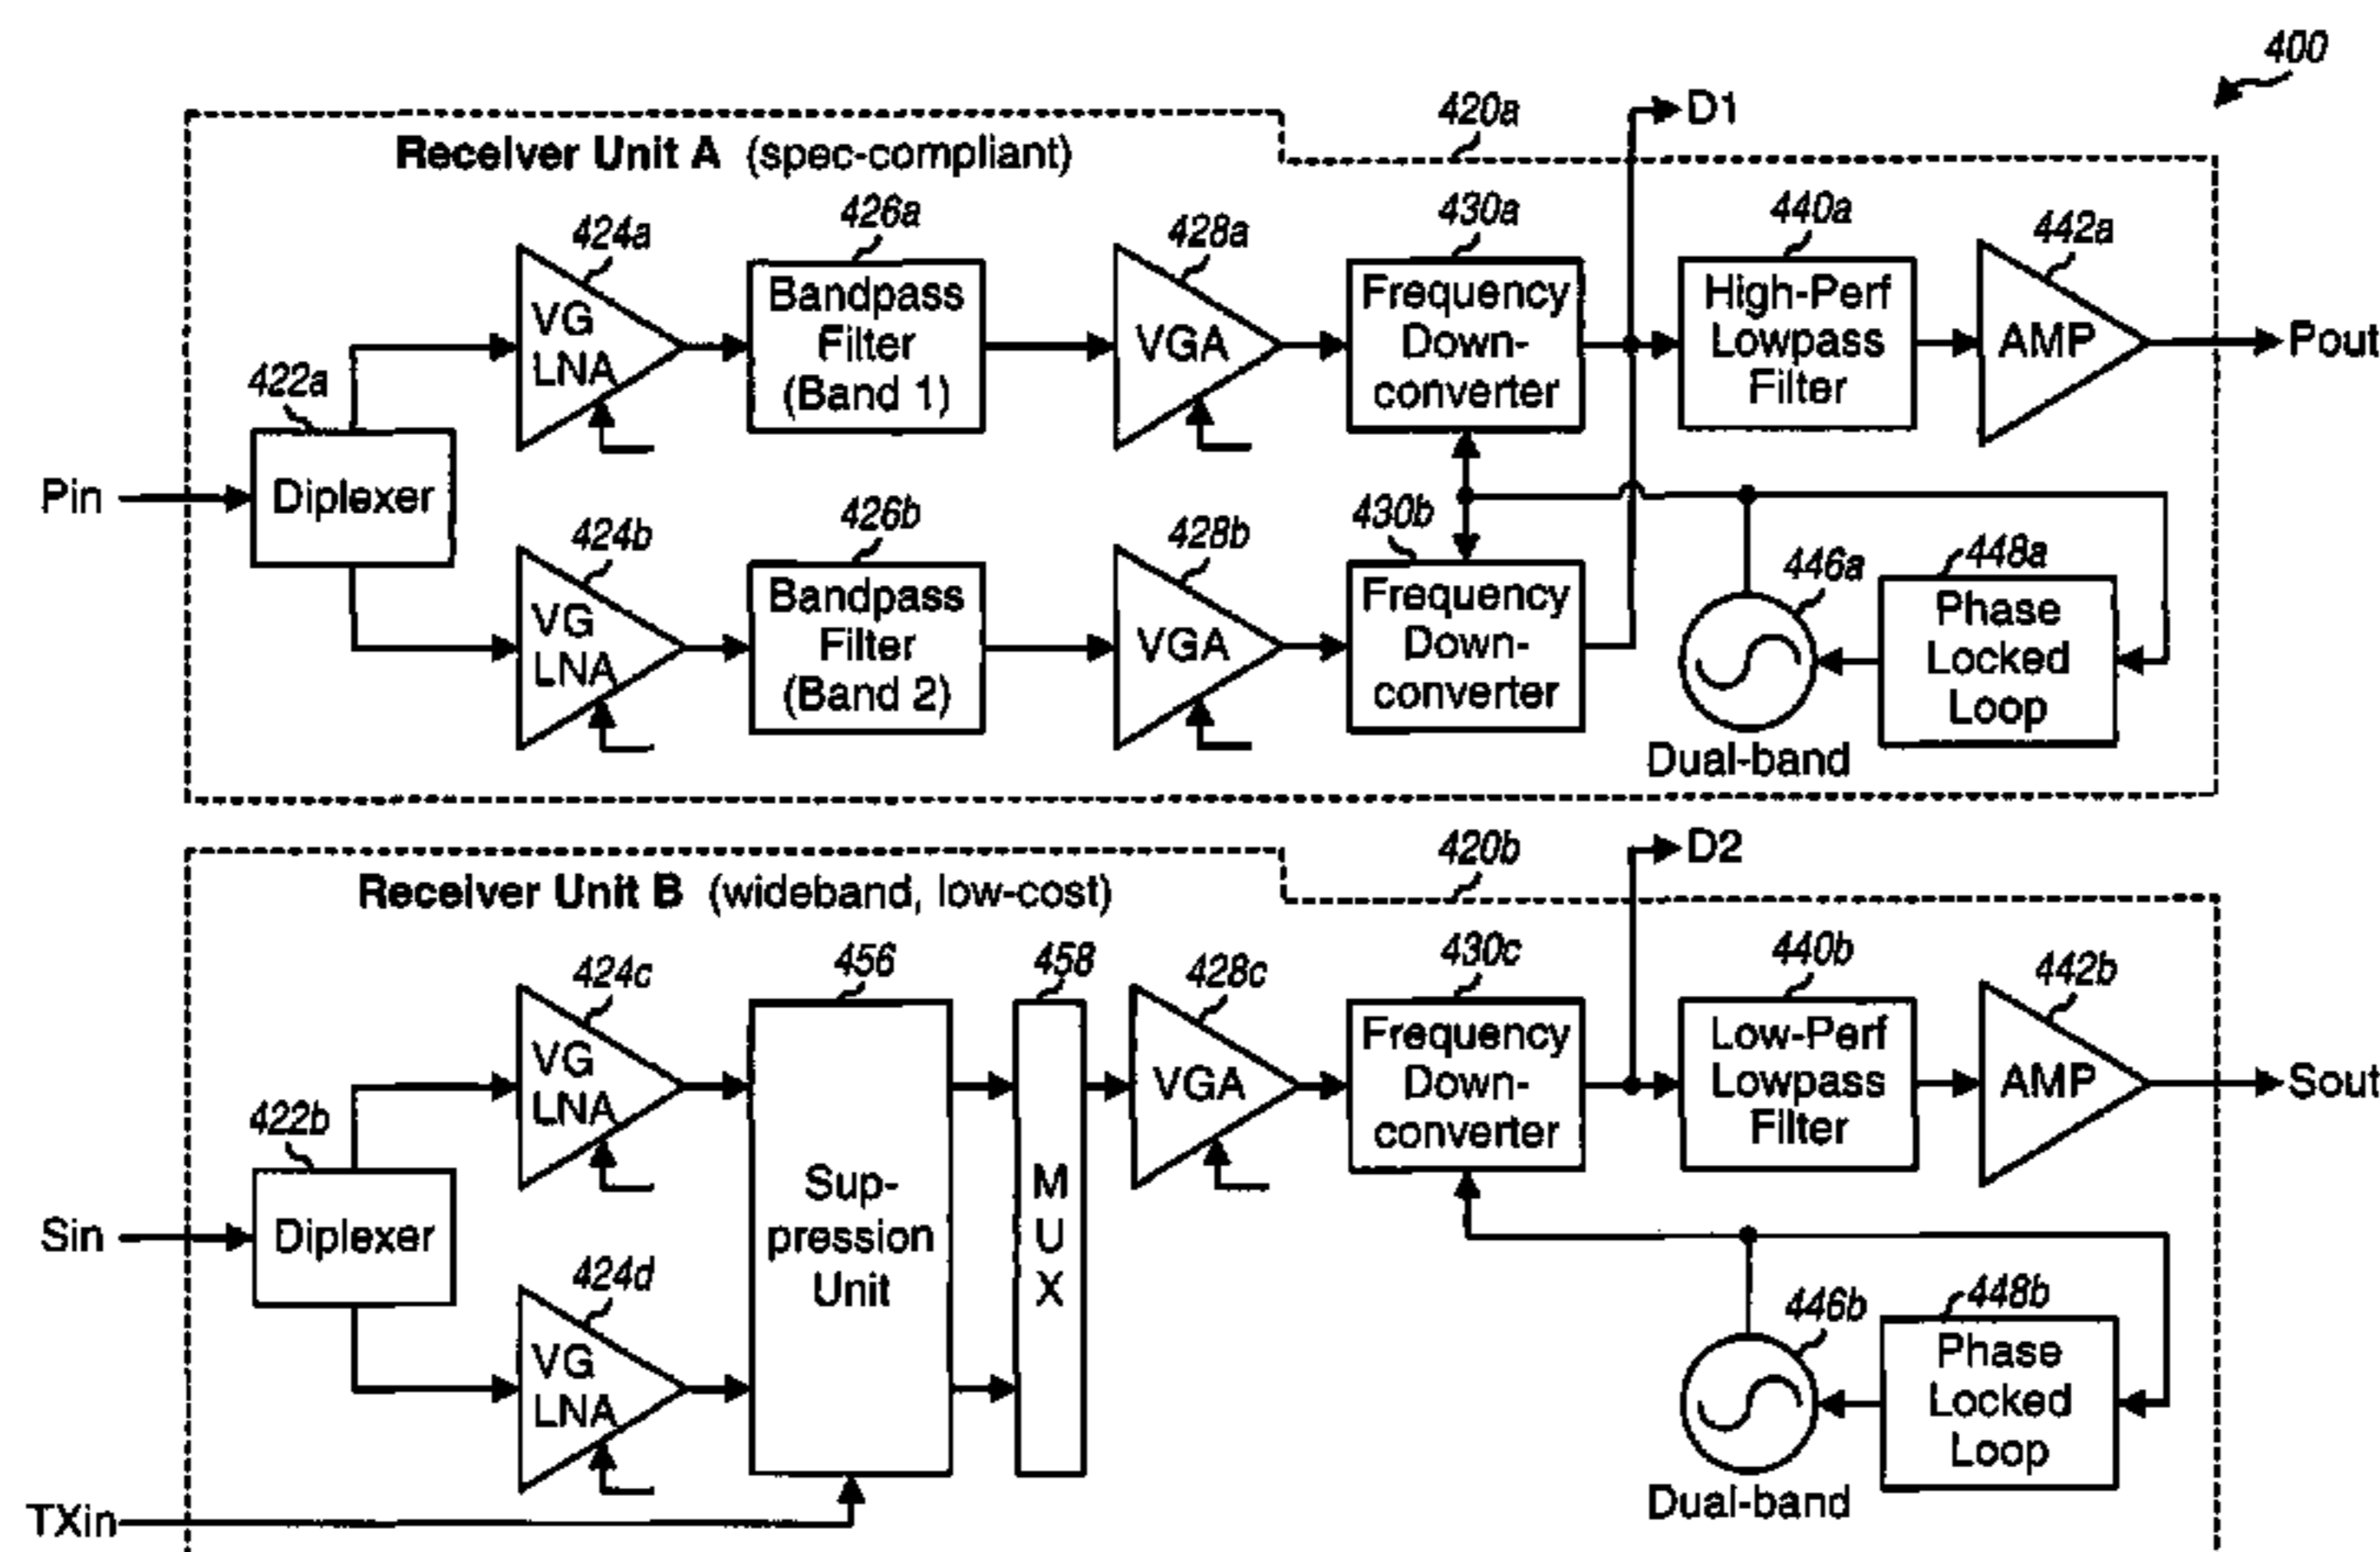 400
420a
D1
Receiver Unit A (spec-compliant)
424a
426a
428a
430a
440a
442a
VG
LNA
Bandpass
Filter
(Band 1)
VGA
Frequency
Down-
converter
High-Perf
Lowpass
Filter
AMP
Pout
422a
Pin
Diplexer
424b
426b
428b
430b
446a
448a
VG
LNA
Bandpass
Filter
(Band 2)
VGA
Frequency
Down-
converter
Phase
Locked
Loop
Dual-band
420b
D2
Receiver Unit B (wideband, low-cost)
424c
456
458
428c
430c
440b
442b
VG
LNA
Sup-
pression
Unit
M
U
X
VGA
Frequency
Down-
converter
Low-Perf
Lowpass
Filter
AMP
Sout
422b
Sin
Diplexer
424d
VG
LNA
446b
448b
Phase
Locked
Loop
Dual-band
TXin